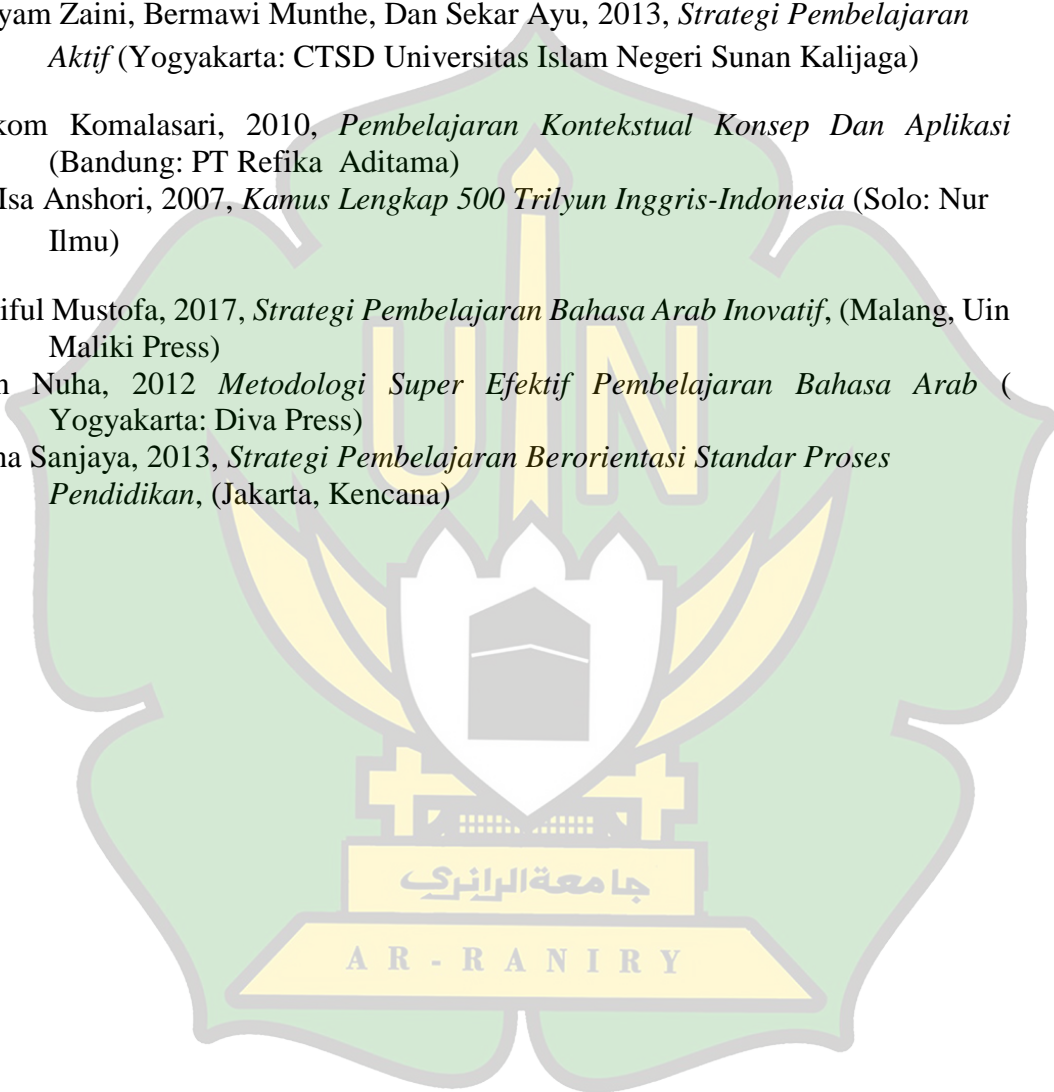 yam Zaini, Bermawi Munthe, Dan Sekar Ayu, 2013, Strategi Pembelajaran
Aktif (Yogyakarta: CTSD Universitas Islam Negeri Sunan Kalijaga)
kom Komalasari, 2010, Pembelajaran Kontekstual Konsep Dan Aplikasi
(Bandung: PT Refika Aditama)
Isa Anshori, 2007, Kamus Lengkap 500 Trilyun Inggris-Indonesia (Solo: Nur
Ilmu)
iful Mustofa, 2017, Strategi Pembelajaran Bahasa Arab Inovatif, (Malang, Uin
Maliki Press)
n Nuha, 2012 Metodologi Super Efektif Pembelajaran Bahasa Arab (
Yogyakarta: Diva Press)
na Sanjaya, 2013, Strategi Pembelajaran Berorientasi Standar Proses
Pendidikan, (Jakarta, Kencana)
UIN
جامعة الرانري
AR-RANIRY